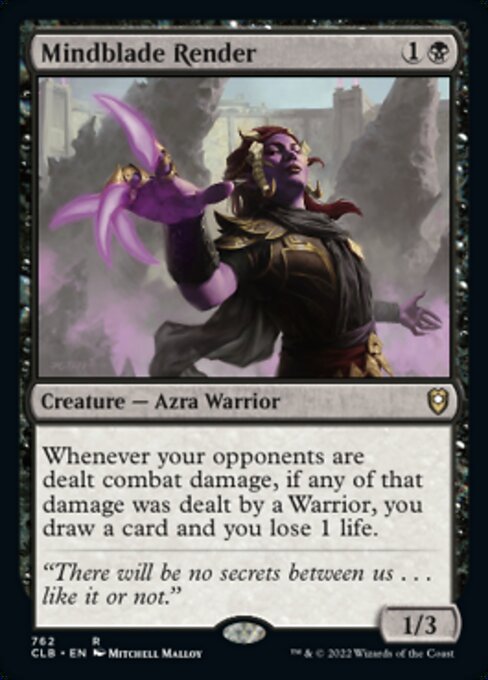 Mindblade Render 1
Creature — Azra Warrior
Whenever your opponents are
dealt combat damage, if any of that
damage was dealt by a Warrior, you
draw a card and you lose 1 life.
“There will be no secrets between us . . .
like it or not.”
1/3
762 R
CLB • EN Mitchell Malloy
™ & © 2022 Wizards of the Coast